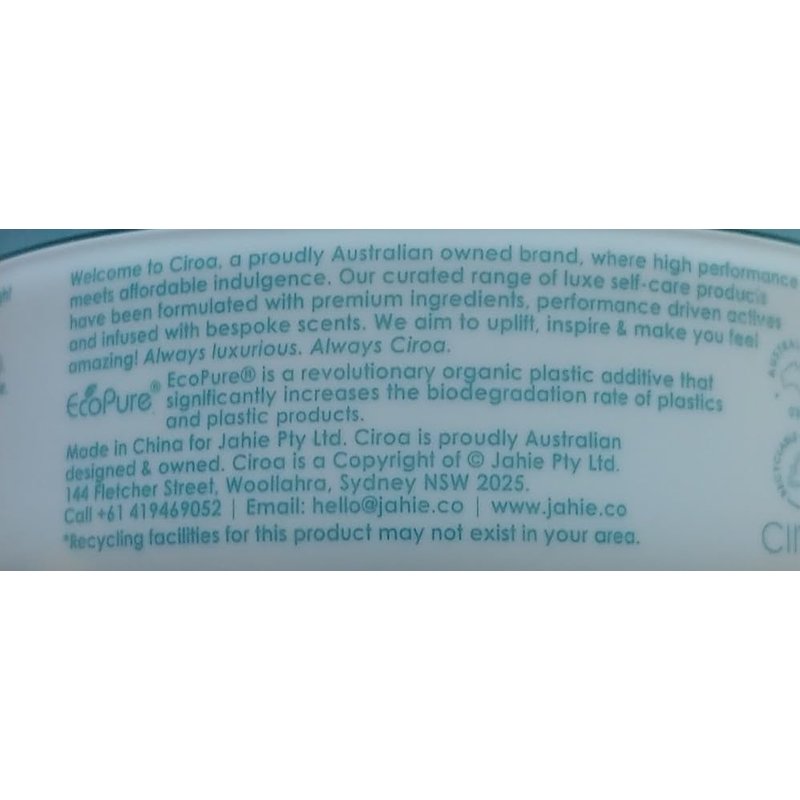 Welcome to Ciroa, a proudly Australian owned brand, where high performance
meets affordable indulgence. Our curated range of luxe self-care products
have been formulated with premium ingredients, performance driven actives
and infused with bespoke scents. We aim to uplift, inspire & make you feel
amazing! Always luxurious. Always Ciroa.
EcoPure®
EcoPure® is a revolutionary organic plastic additive that
significantly increases the biodegradation rate of plastics
and plastic products.
Made in China for Jahie Pty Ltd. Ciroa is proudly Australian
designed & owned. Ciroa is a Copyright of © Jahie Pty Ltd.
144 Fletcher Street, Woollahra, Sydney NSW 2025.
Call +61 419469052 | Email: hello@jahie.co | www.jahie.co
*Recycling facilities for this product may not exist in your area.